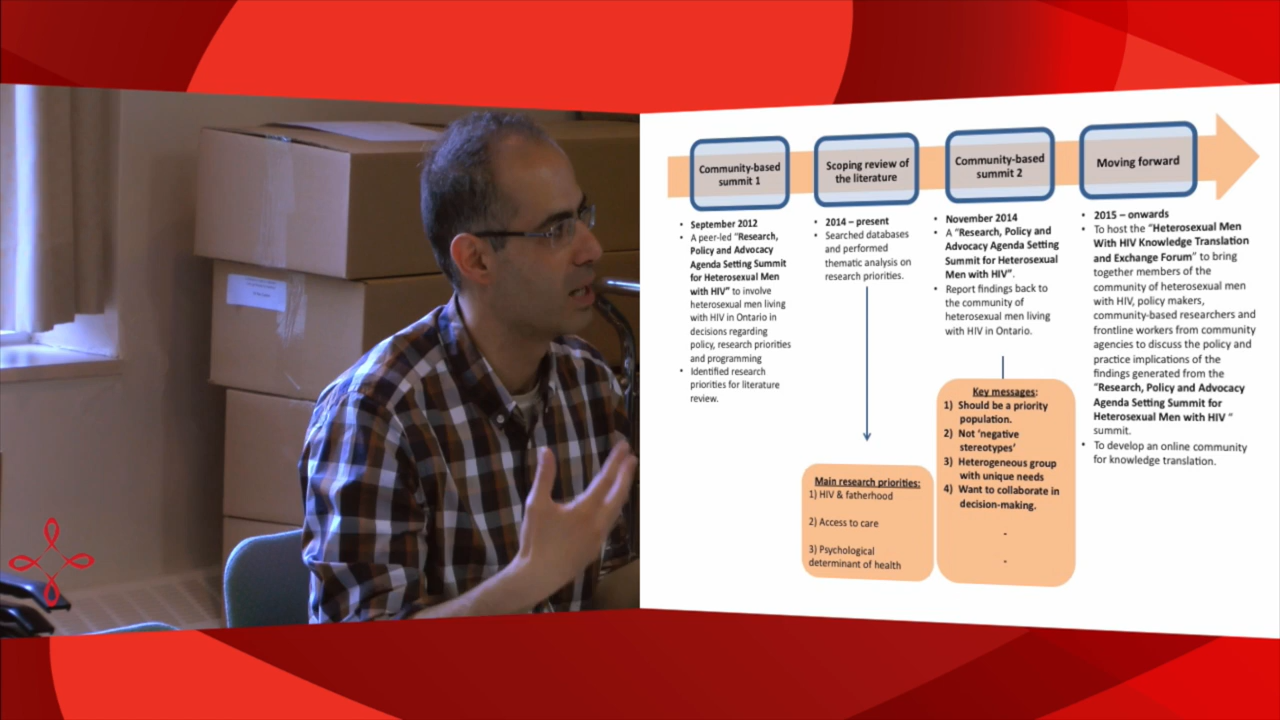 Community-based
summit 1
• September 2012
• A peer-led “Research,
Policy and Advocacy
Agenda Setting Summit
for Heterosexual Men
with HIV” to involve
heterosexual men living
with HIV in Ontario in
decisions regarding
policy, research priorities
and programming
• Identified research
priorities for literature
review.
Scoping review of
the literature
• 2014 – present
• Searched databases
and performed
thematic analysis on
research priorities.
Main research priorities:
1) HIV & fatherhood
2) Access to care
3) Psychological
determinant of health
Community-based
summit 2
• November 2014
• A “Research, Policy and
Advocacy Agenda Setting
Summit for Heterosexual
Men with HIV”.
• Report findings back to
the community of
heterosexual men living
with HIV in Ontario.
Key messages:
1) Should be a priority
population.
2) Not ‘negative
stereotypes’
3) Heterogeneous group
with unique needs
4) Want to collaborate in
decision-making.
-
-
Moving forward
• 2015 – onwards
• To host the “Heterosexual Men
With HIV Knowledge Translation
and Exchange Forum” to bring
together members of the
community of heterosexual men
with HIV, policy makers,
community-based researchers and
frontline workers from community
agencies to discuss the policy and
practice implications of the
findings generated from the
“Research, Policy and Advocacy
Agenda Setting Summit for
Heterosexual Men with HIV “
summit.
• To develop an online community
for knowledge translation.